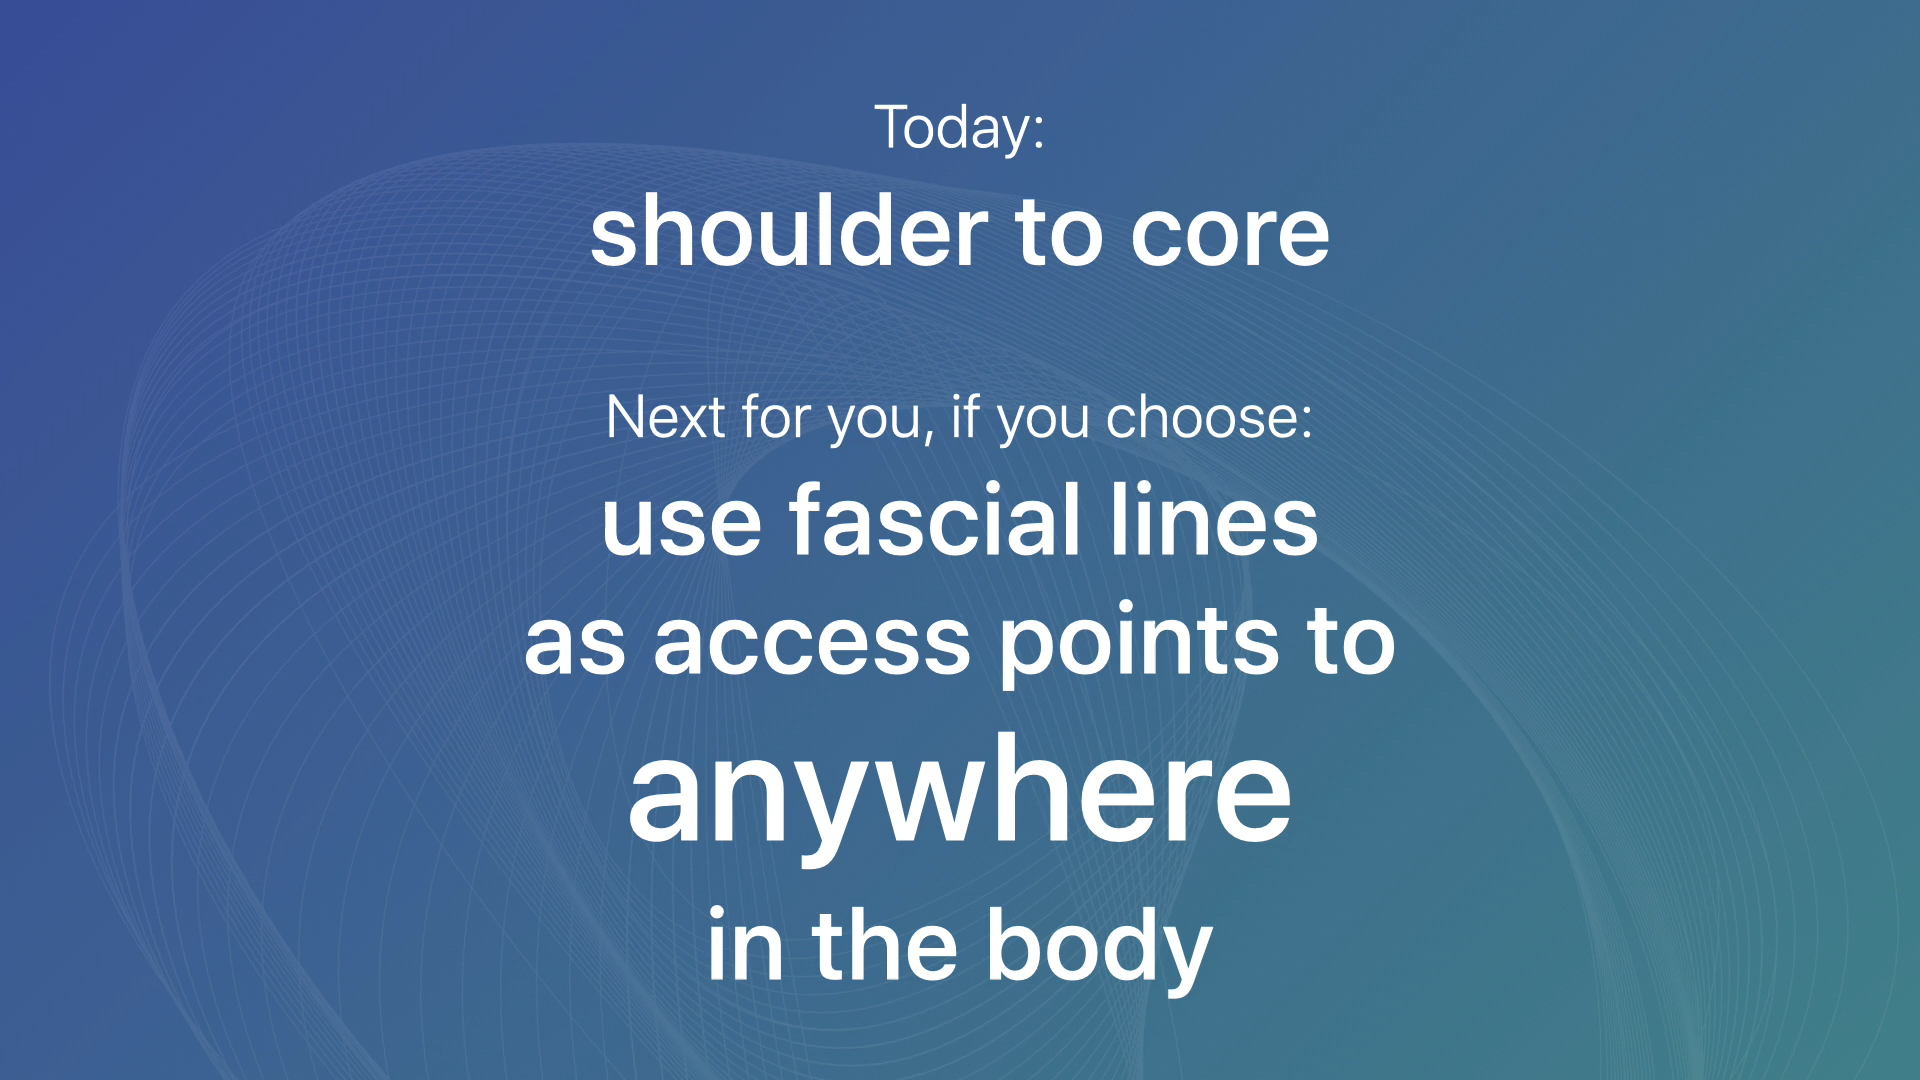 Today:
shoulder to core
Next for you, if you choose:
use fascial lines
as access points to
anywhere
in the body